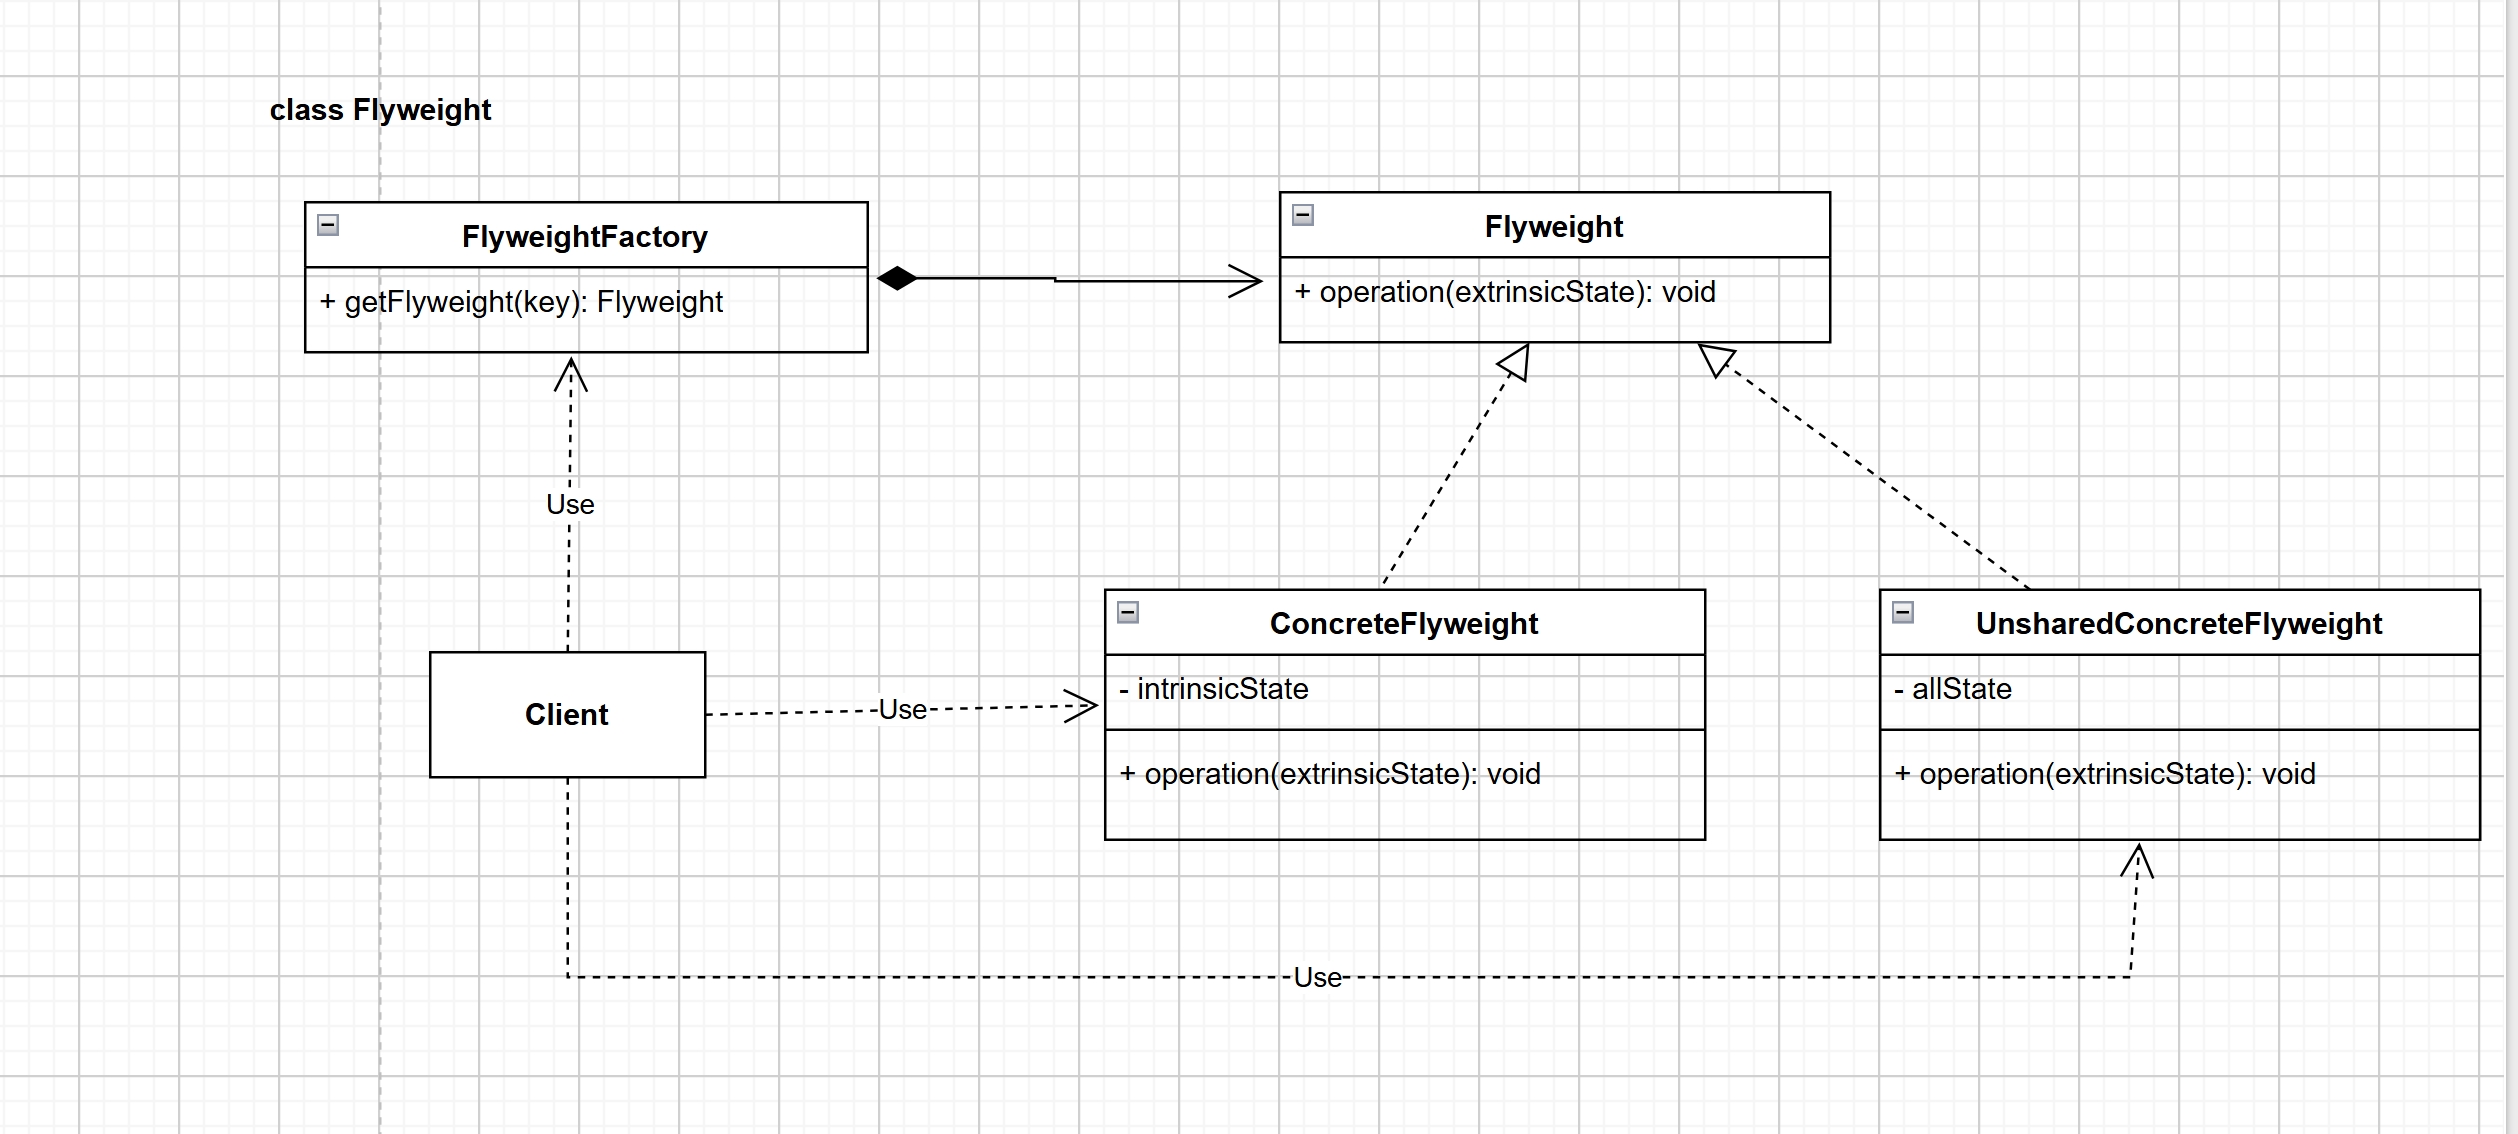 class Flyweight
FlyweightFactory
+ getFlyweight(key): Flyweight
Flyweight
+ operation(extrinsicState): void
Use
Client
Use
ConcreteFlyweight
- intrinsicState
+ operation(extrinsicState): void
UnsharedConcreteFlyweight
- allState
+ operation(extrinsicState): void
Use